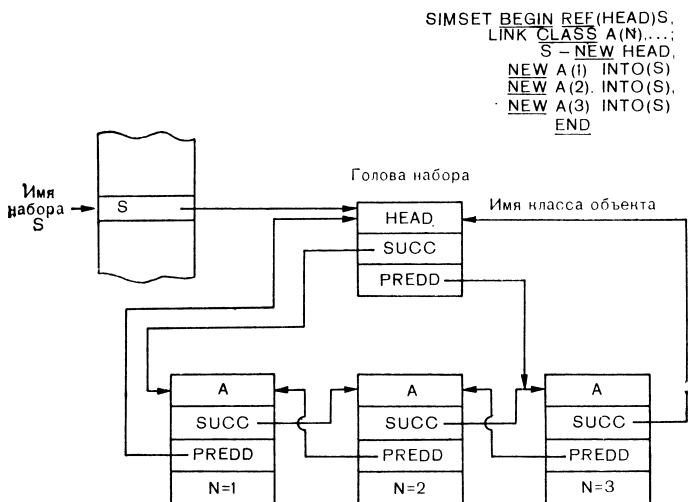 SIMSET BEGIN REF(HEAD)S,
LINK CLASS A(N),...;
S – NEW HEAD,
NEW A(1) INTO(S)
NEW A(2). INTO(S),
NEW A(3) INTO(S)
END
Имя
набора
S
S
Голова набора
HEAD
SUCC
PREDD
Имя класса объекта
A
SUCC
PREDD
N=1
A
SUCC
PREDD
N=2
A
SUCC
PREDD
N=3